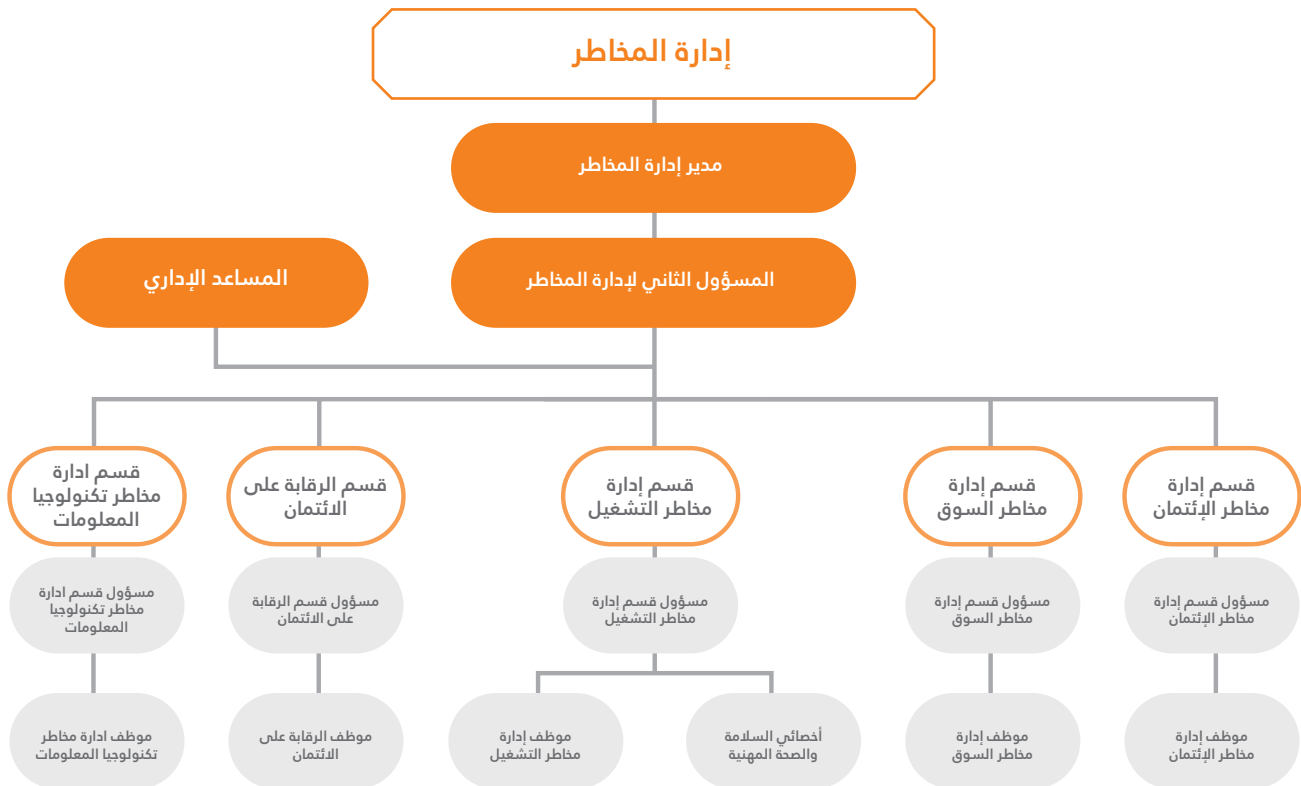 إدارة المخاطر
مدير إدارة المخاطر
المسؤول الثاني لإدارة المخاطر
المساعد الإداري
قسم إدارة
مخاطر الإئتمان
قسم إدارة
مخاطر السوق
قسم إدارة
مخاطر التشغيل
قسم الرقابة على
الائتمان
قسم ادارة
مخاطر تكنولوجيا
المعلومات
مسؤول قسم إدارة
مخاطر الإئتمان
مسؤول قسم إدارة
مخاطر السوق
مسؤول قسم إدارة
مخاطر التشغيل
مسؤول قسم الرقابة
على الائتمان
مسؤول قسم ادارة
مخاطر تكنولوجيا
المعلومات
موظف إدارة
مخاطر الإئتمان
موظف إدارة
مخاطر السوق
أخصائي السلامة
والصحة المهنية
موظف إدارة
مخاطر التشغيل
موظف الرقابة على
الائتمان
موظف ادارة مخاطر
تكنولوجيا المعلومات